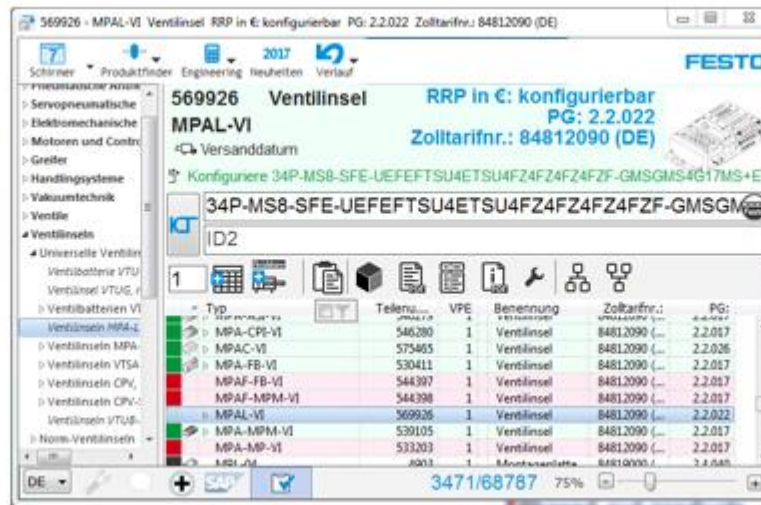 569926 - MPAL-VI Ventilinsel RRP in €: konfigurierbar PG: 2.2.022 Zolltarifnr.: 84812090 (DE)
Schirmer Produktfinder Engineering 2017 Neuheiten Verlauf
FESTO
Servopneumatische
Elektromechanische
Motoren und Contro
Greifer
Handlingsysteme
Vakuumtechnik
Ventile
Ventilinseln
Universelle Ventilin
Ventilbatterie VTU
Ventilinsel VTUG,
Ventilbatterien VT
Ventilinseln MPA-L
Ventilinseln MPA-
Ventilinseln VTSA
Ventilinseln CPV,
Ventilinseln CPV-
Ventilinseln VTUB-
Norm-Ventilinseln
569926 Ventilinsel
MPAL-VI
Versanddatum
RRP in €: konfigurierbar
PG: 2.2.022
Zolltarifnr.: 84812090 (DE)
Konfiguriere 34P-MS8-SFE-UEFEFTSU4ETSU4FZ4FZ4FZ4FZF-GMSGMS4G17MS+E
34P-MS8-SFE-UEFEFTSU4ETSU4FZ4FZ4FZ4FZF-GMSGM
ID2
1
Typ Teilenu.... VPE Benennung Zolltarifnr.: PG:
MPA-CPI-VI 546280 1 Ventilinsel 84812090 (... 2.2.017
MPAC-VI 575465 1 Ventilinsel 84812090 (... 2.2.026
MPA-FB-VI 530411 1 Ventilinsel 84812090 (... 2.2.017
MPAF-FB-VI 544397 1 Ventilinsel 84812090 (... 2.2.017
MPAF-MPM-VI 544398 1 Ventilinsel 84812090 (... 2.2.017
MPAL-VI 569926 1 Ventilinsel 84812090 (... 2.2.022
MPA-MPM-VI 539105 1 Ventilinsel 84812090 (... 2.2.017
MPA-MP-VI 533203 1 Ventilinsel 84812090 (... 2.2.017
DE SAP 3471/68787 75%